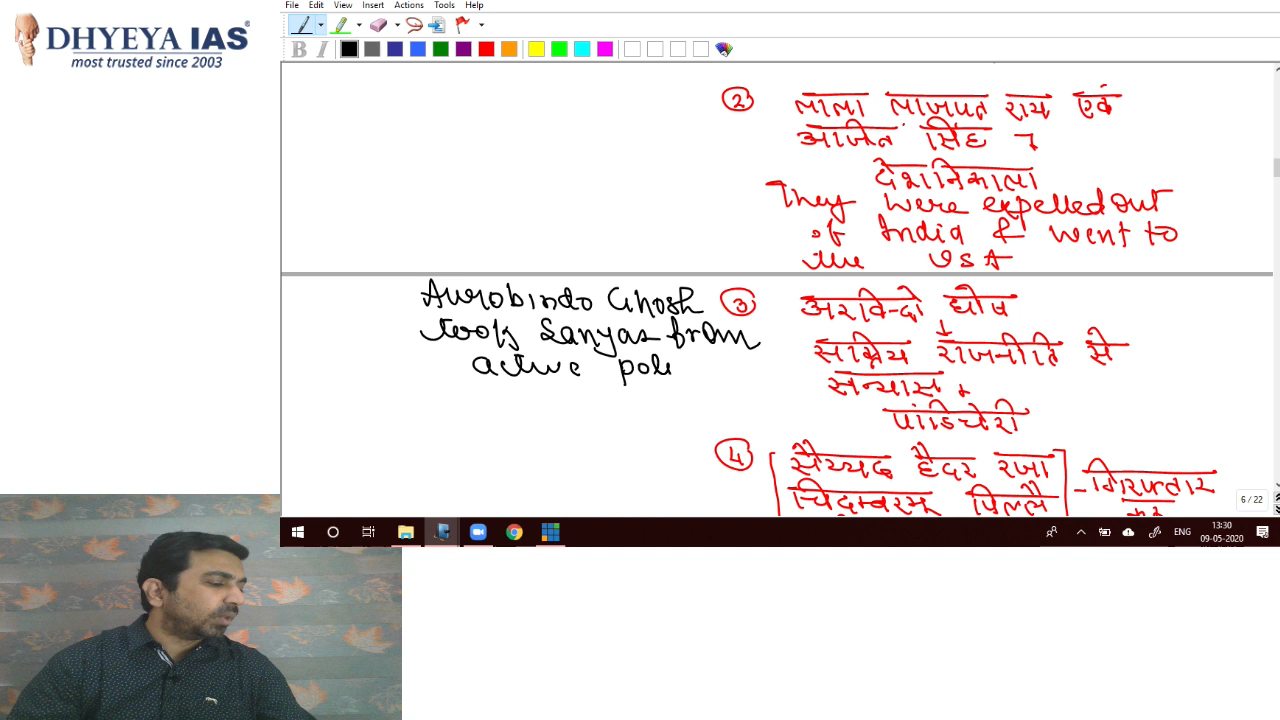 DHYEYA IAS®
most trusted since 2003
File Edit View Insert Actions Tools Help
B I
2 लाला लाजपत राय एवं
अजित सिंह
देशनिकाला
They were expelled out
of India & went to
the USA
Aurobindo Ghosh
took Sanyas from
active poli
3 अरविन्दो घोष
सक्रिय राजनीति से
सन्यास
पांडिचेरी
4 सैय्यद हैदर रजा
चिदम्बरम् पिल्लै
गिरफ्तार
6 / 22
ENG
13:30
09-05-2020